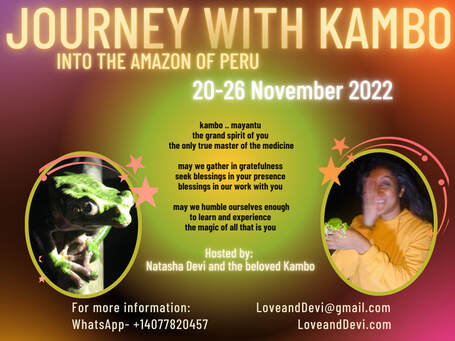 JOURNEY WITH KAMBO
INTO THE AMAZON OF PERU
20-26 November 2022
kambo .. mayantu
the grand spirit of you
the only true master of the medicine
may we gather in gratefulness
seek blessings in your presence
blessings in our work with you
may we humble ourselves enough
to learn and experience
the magic of all that is you
Hosted by:
Natasha Devi and the beloved Kambo
For more information:
WhatsApp- +14077820457
LoveandDevi@gmail.com
LoveandDevi.com